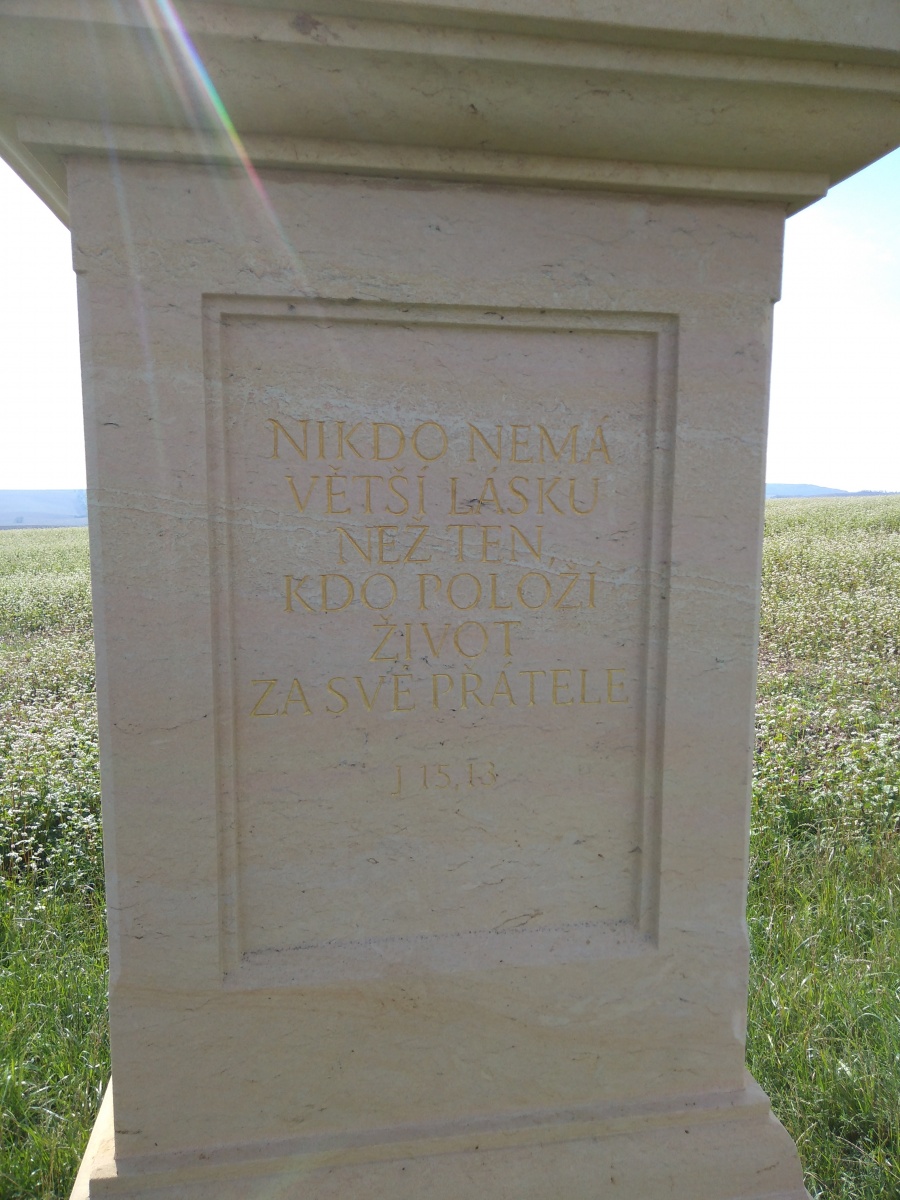 NIKDO NEMÁ
VĚTŠÍ LÁSKU
NEŽ TEN,
KDO POLOŽÍ
ŽIVOT
ZA SVÉ PŘÁTELE
J 15,13